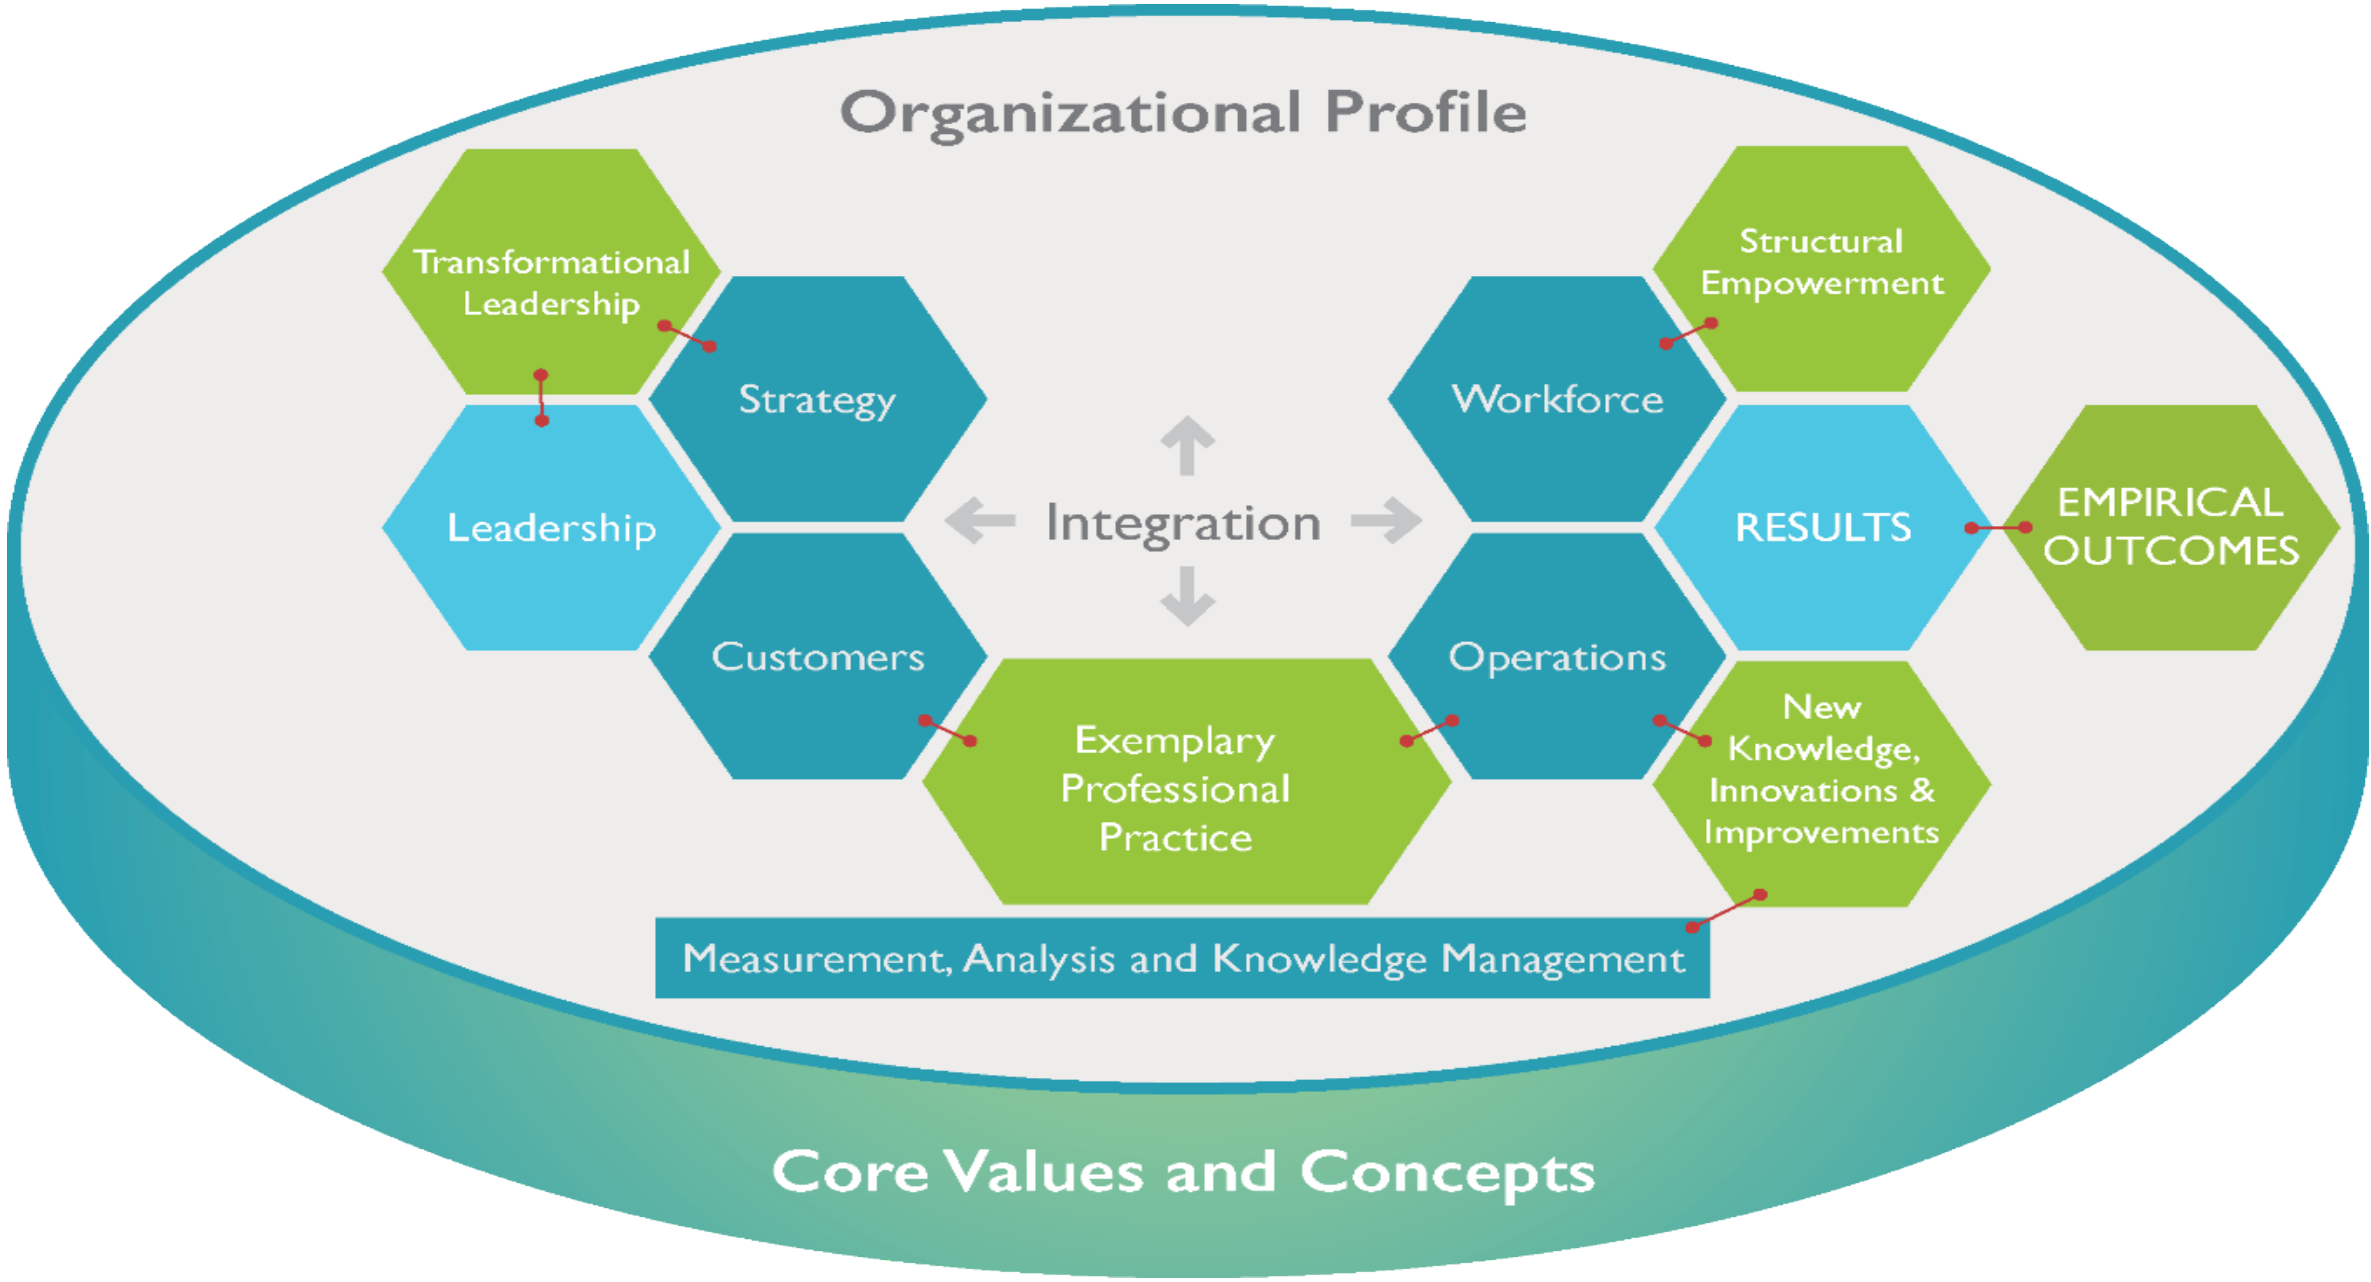 Organizational Profile
Transformational
Leadership
Structural
Empowerment
Strategy
Workforce
Leadership
Integration
RESULTS
EMPIRICAL
OUTCOMES
Customers
Operations
Exemplary
Professional
Practice
New
Knowledge,
Innovations &
Improvements
Measurement, Analysis and Knowledge Management
Core Values and Concepts